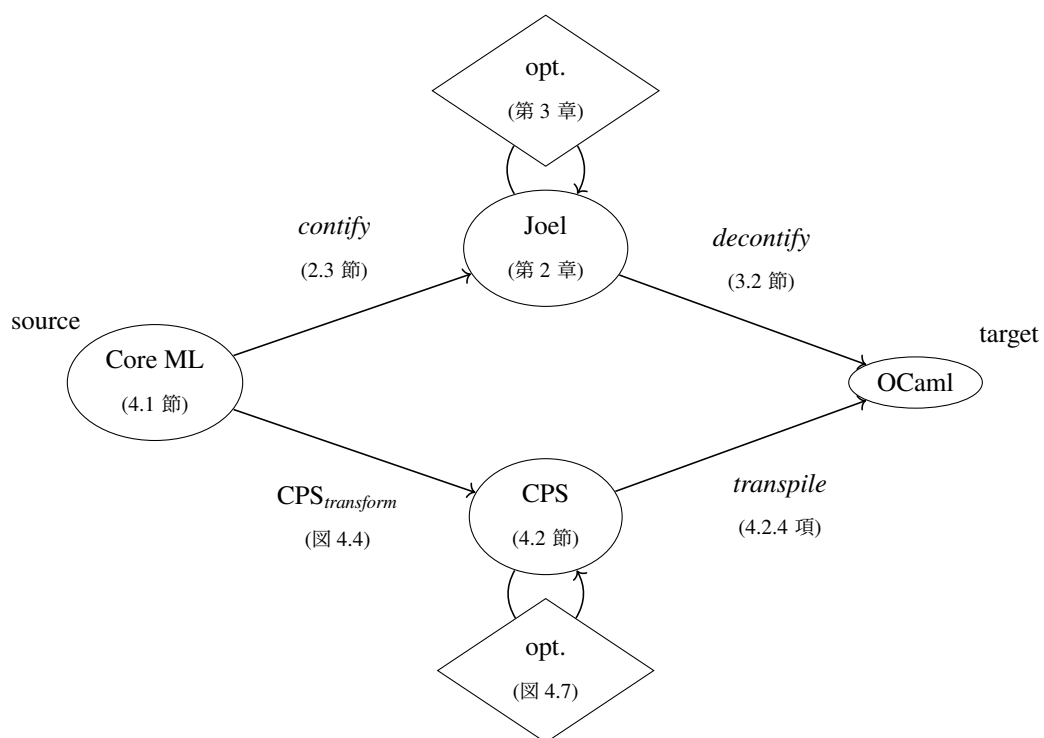 opt.
(第 3 章)
Joel
(第 2 章)
contify
(2.3 節)
decontify
(3.2 節)
source
Core ML
(4.1 節)
target
OCaml
CPStransform
(図 4.4)
CPS
(4.2 節)
transpile
(4.2.4 項)
opt.
(図 4.7)